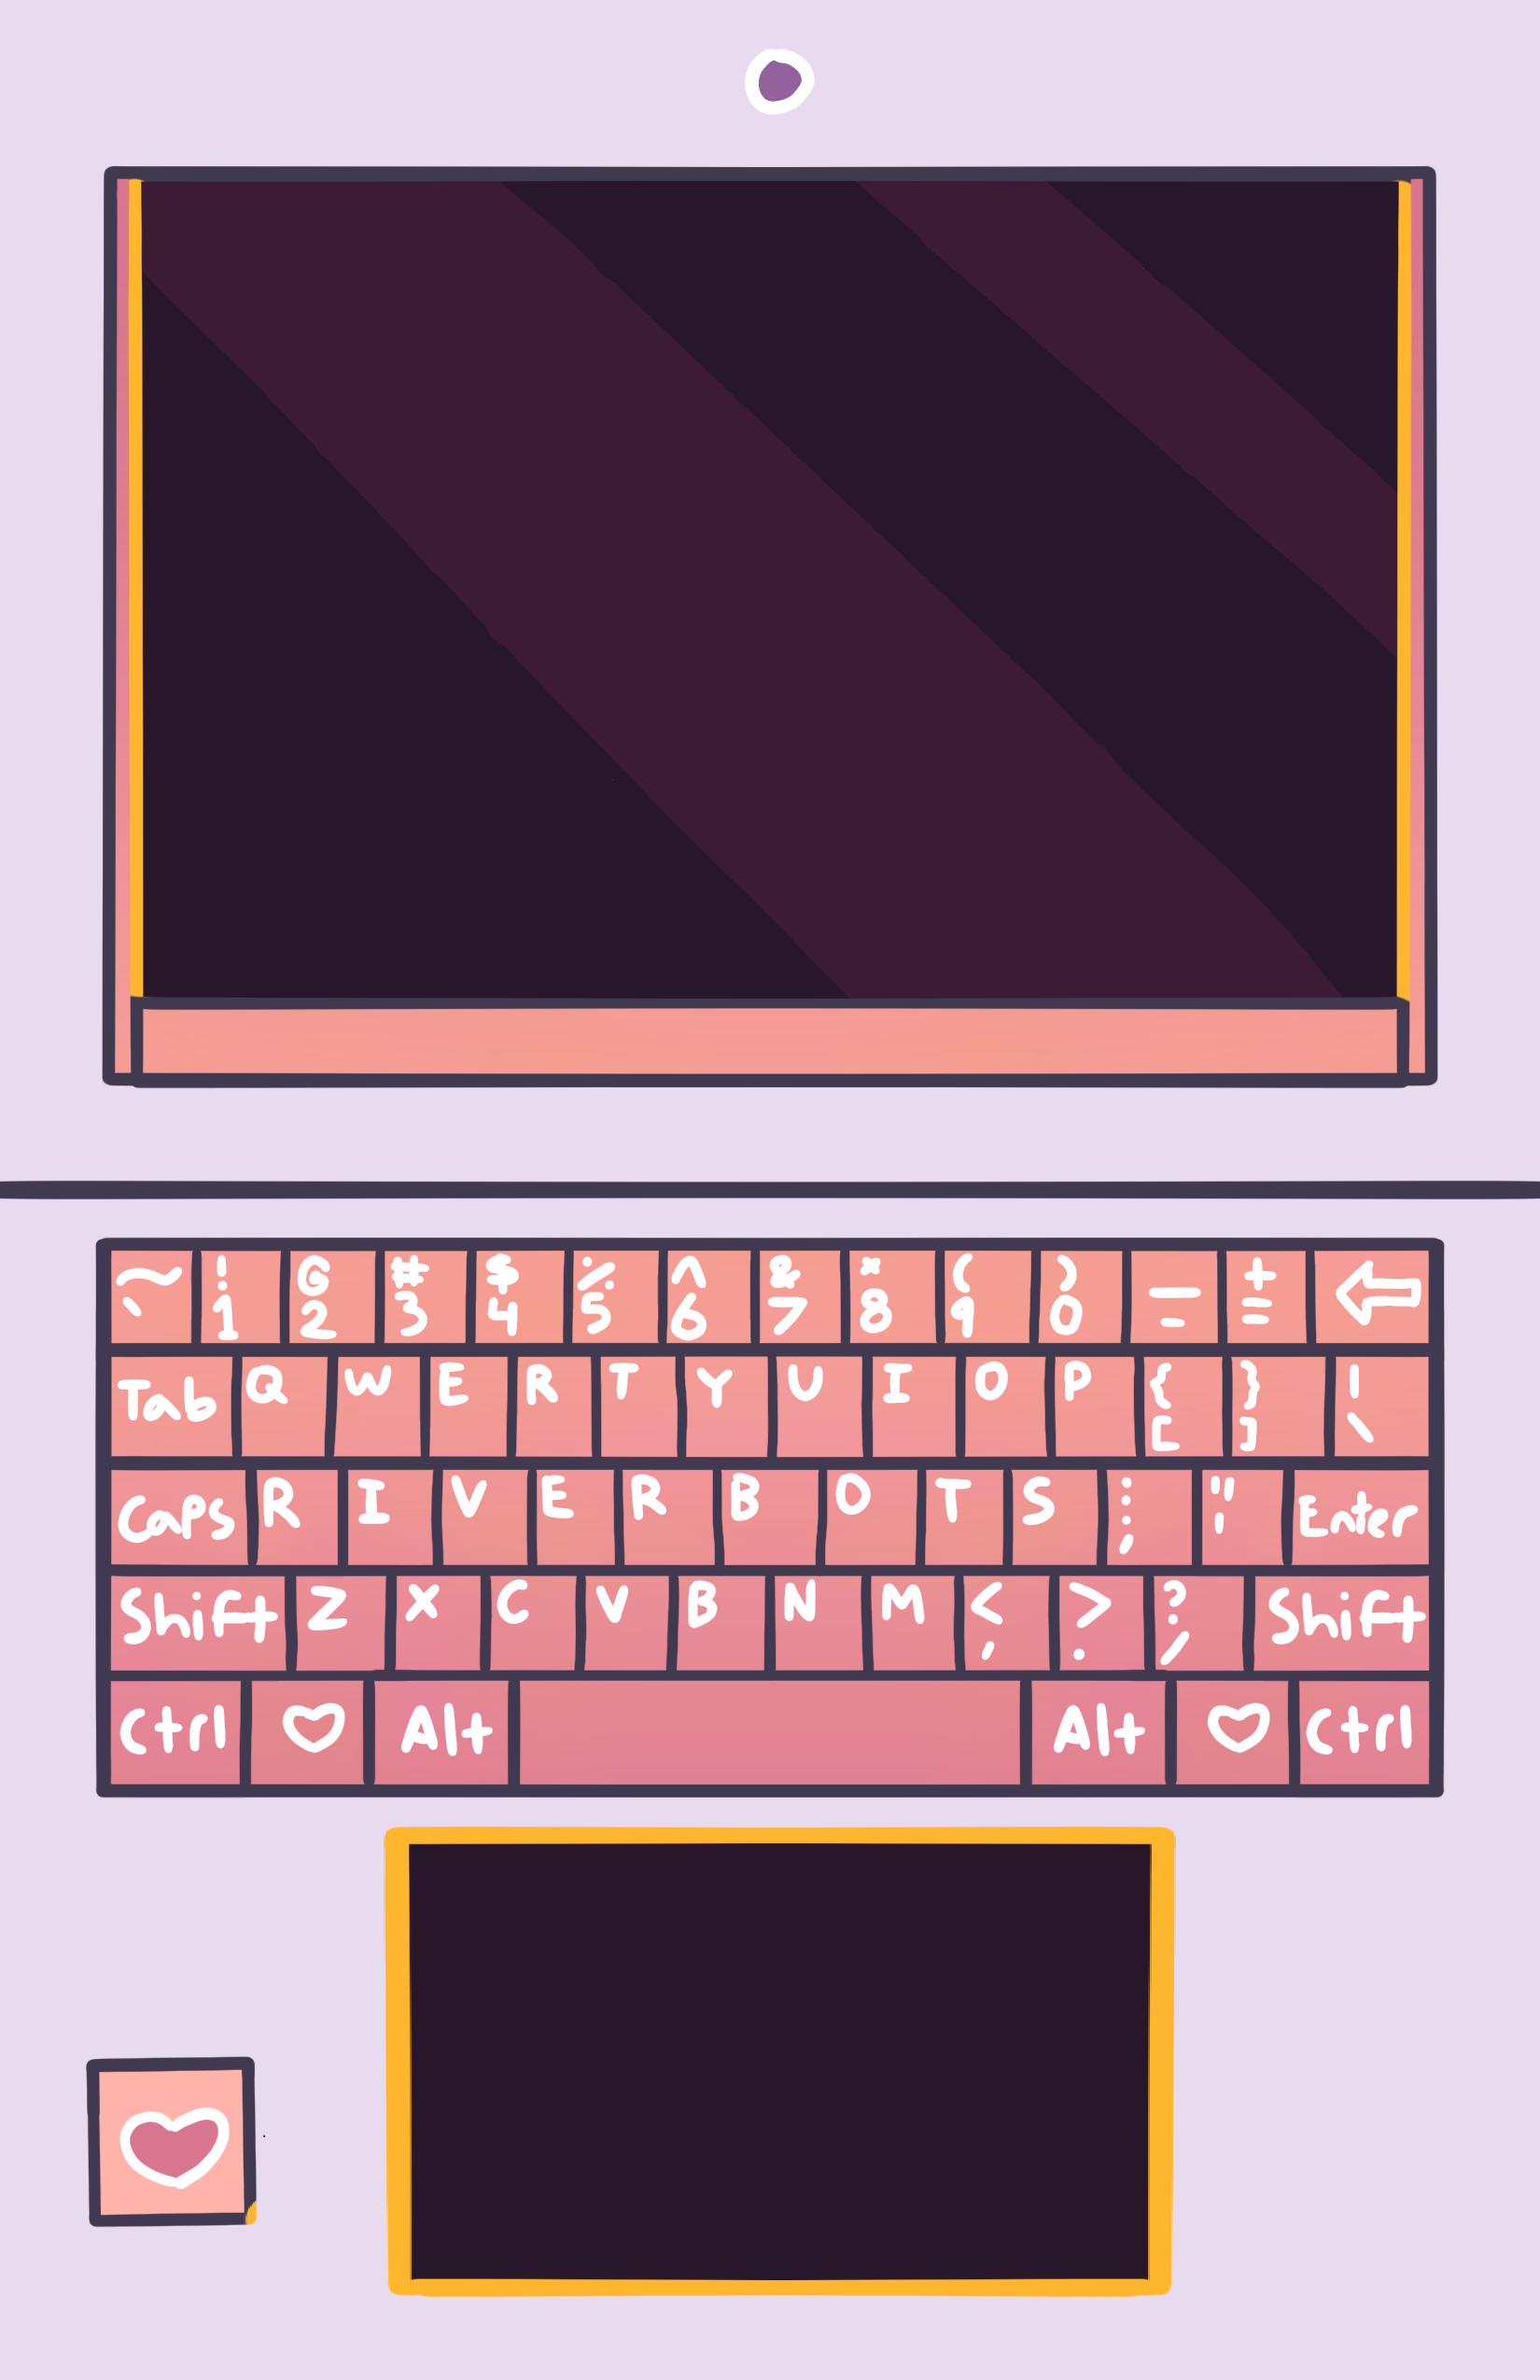 ~ ! @ # $ % ^ & * ( ) — +
` 1 2 3 4 5 6 7 8 9 0 - =
Tab Q W E R T Y U I O P { } |
[ ] \
Caps R I V E R B O T S : " Enter
; '
Shift Z X C V B N M < > ? Shift
, . /
Ctrl Alt Alt Ctrl